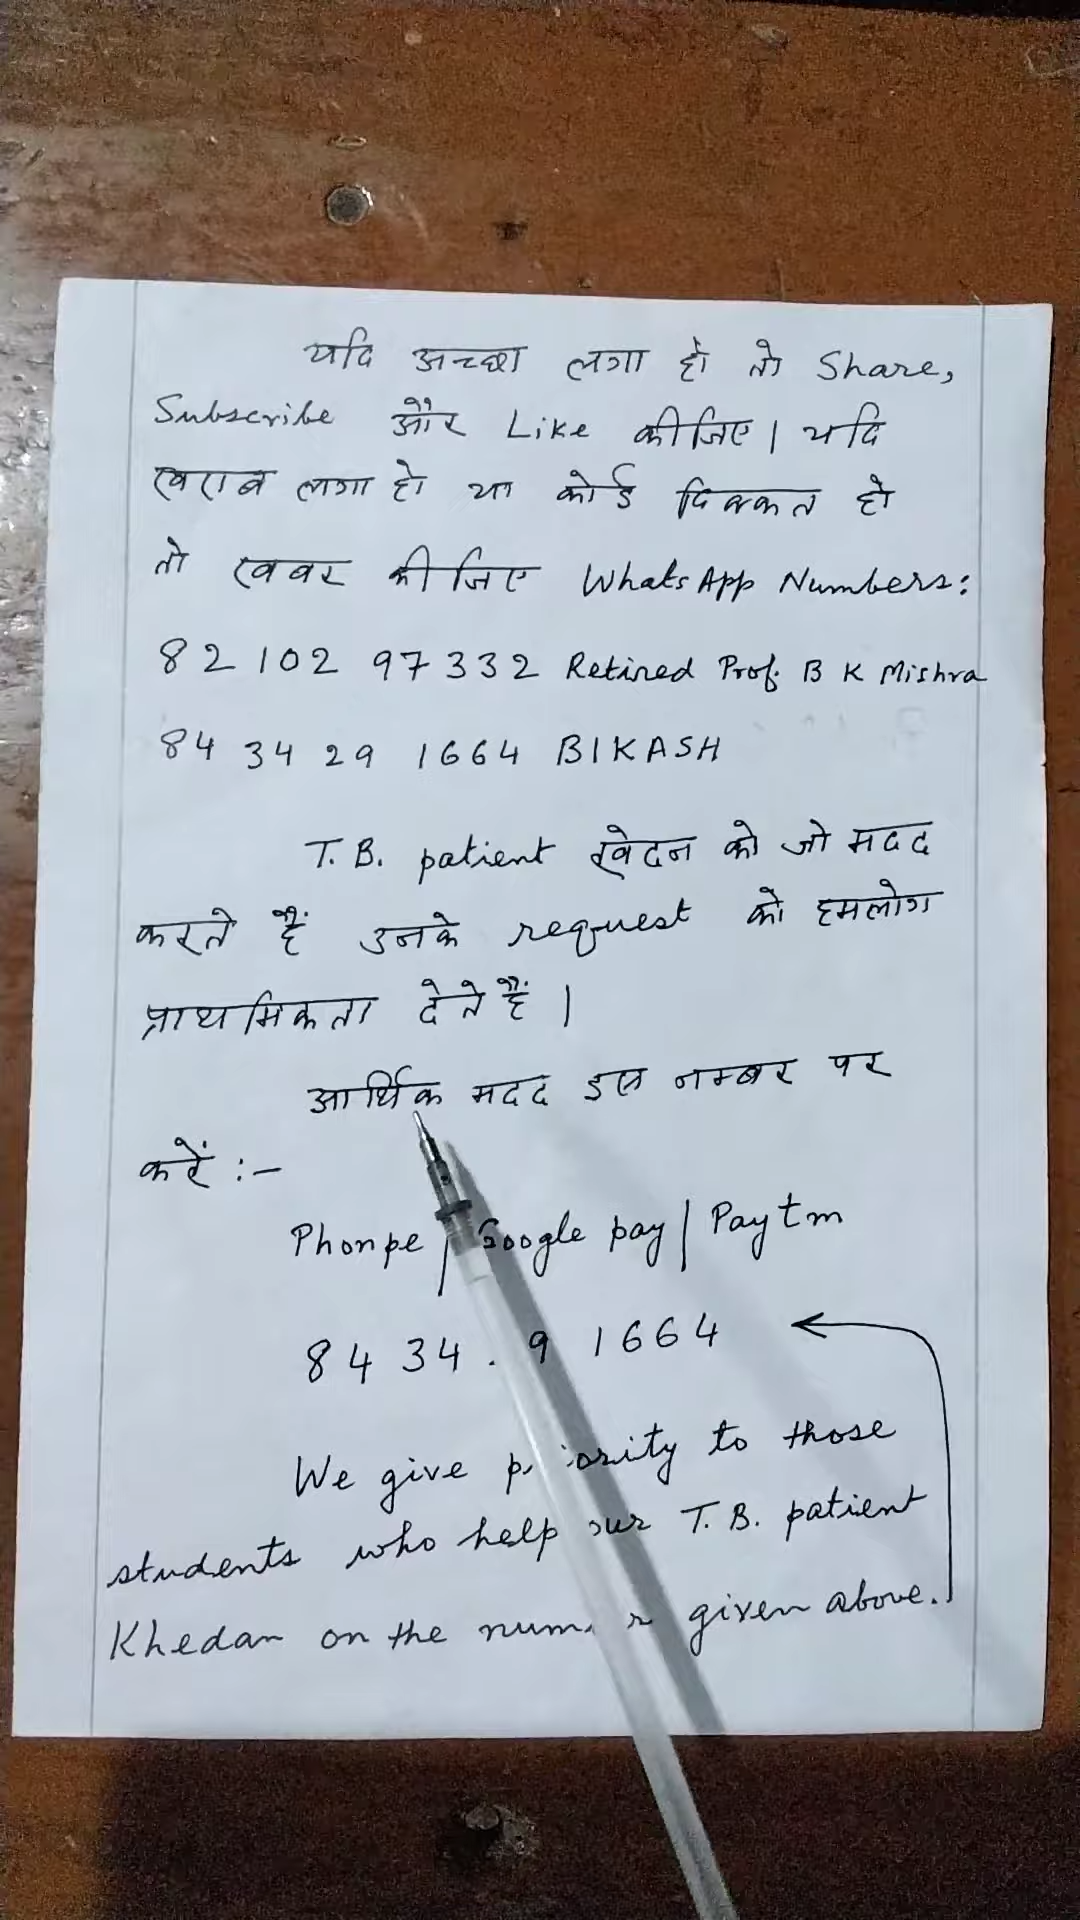 यदि अच्छा लगा हो तो Share,
Subscribe और Like कीजिए। यदि
खराब लगा हो या कोई दिक्कत हो
तो खबर कीजिए WhatsApp Numbers:
82 102 97 332 Retired Prof. B K Mishra
84 34 29 1664 BIKASH
T.B. patient खेदन को जो मदद
करते हैं उनके request को हमलोग
प्राथमिकता देते हैं।
आर्थिक मदद इस नम्बर पर
करें :-
Phonpe | Google pay | Paytm
84 34 9 1664
We give to those
students who help our T.B. patient
Khedan on the given above.